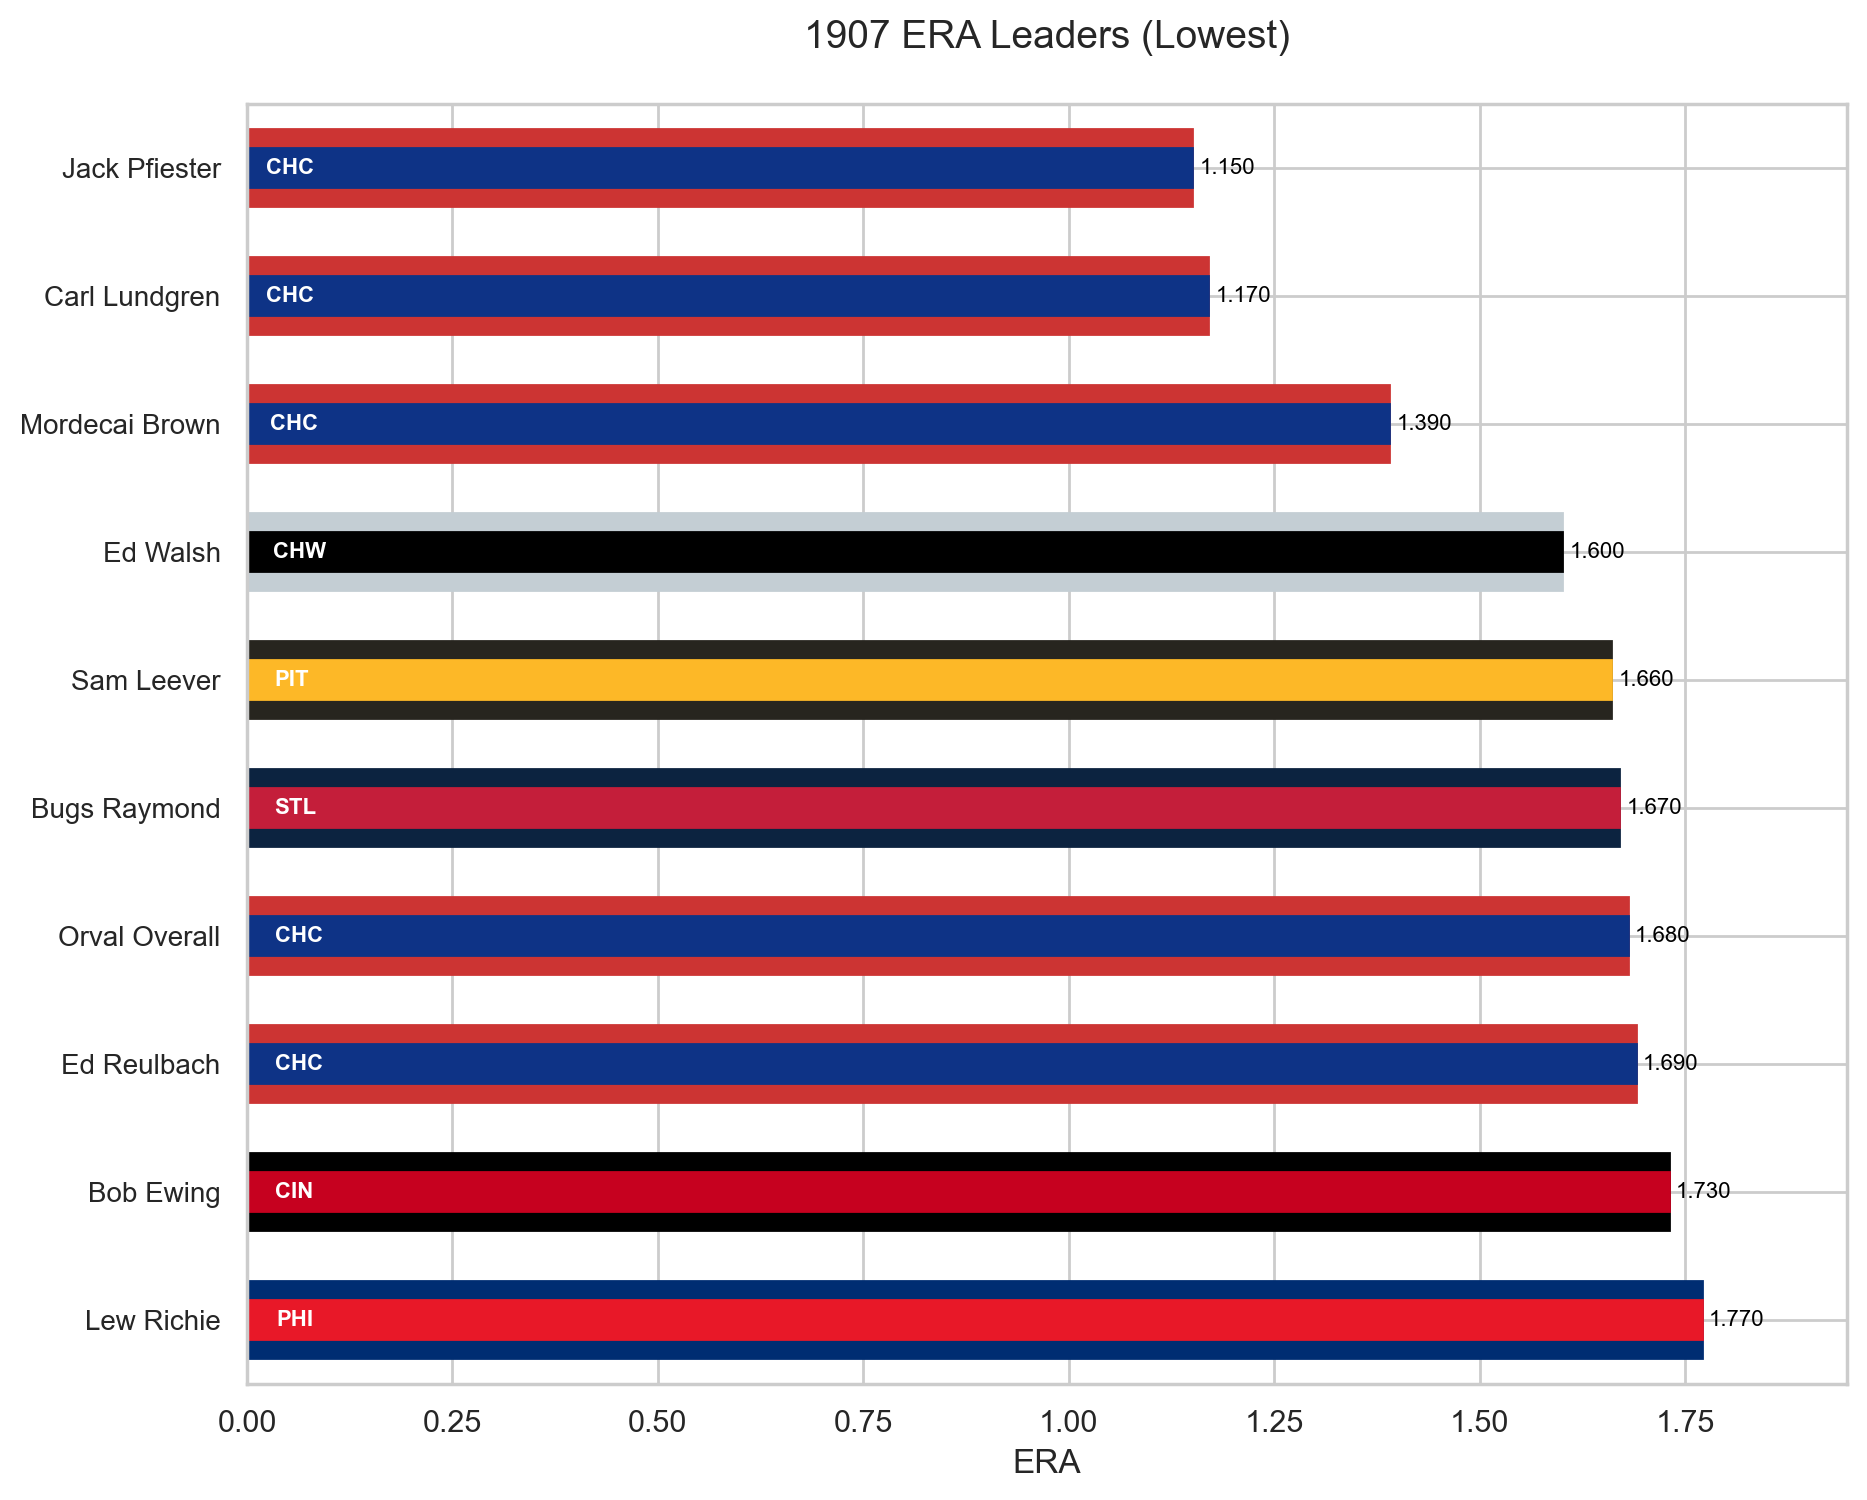 1907 ERA Leaders (Lowest)
Jack Pfiester CHC 1.150
Carl Lundgren CHC 1.170
Mordecai Brown CHC 1.390
Ed Walsh CHW 1.600
Sam Leever PIT 1.660
Bugs Raymond STL 1.670
Orval Overall CHC 1.680
Ed Reulbach CHC 1.690
Bob Ewing CIN 1.730
Lew Richie PHI 1.770
0.00 0.25 0.50 0.75 1.00 1.25 1.50 1.75
ERA